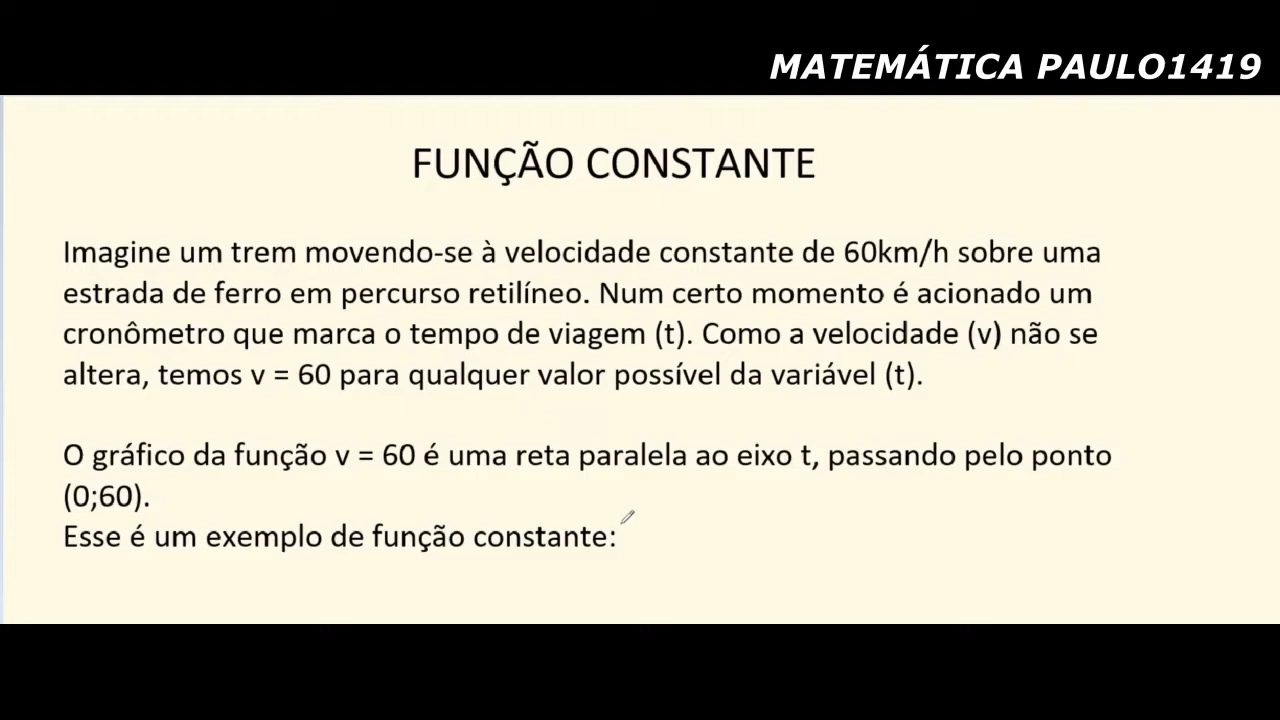 MATEMÁTICA PAULO1419
FUNÇÃO CONSTANTE
Imagine um trem movendo-se à velocidade constante de 60km/h sobre uma
estrada de ferro em percurso retilíneo. Num certo momento é acionado um
cronômetro que marca o tempo de viagem (t). Como a velocidade (v) não se
altera, temos v = 60 para qualquer valor possível da variável (t).
O gráfico da função v = 60 é uma reta paralela ao eixo t, passando pelo ponto
(0;60).
Esse é um exemplo de função constante: